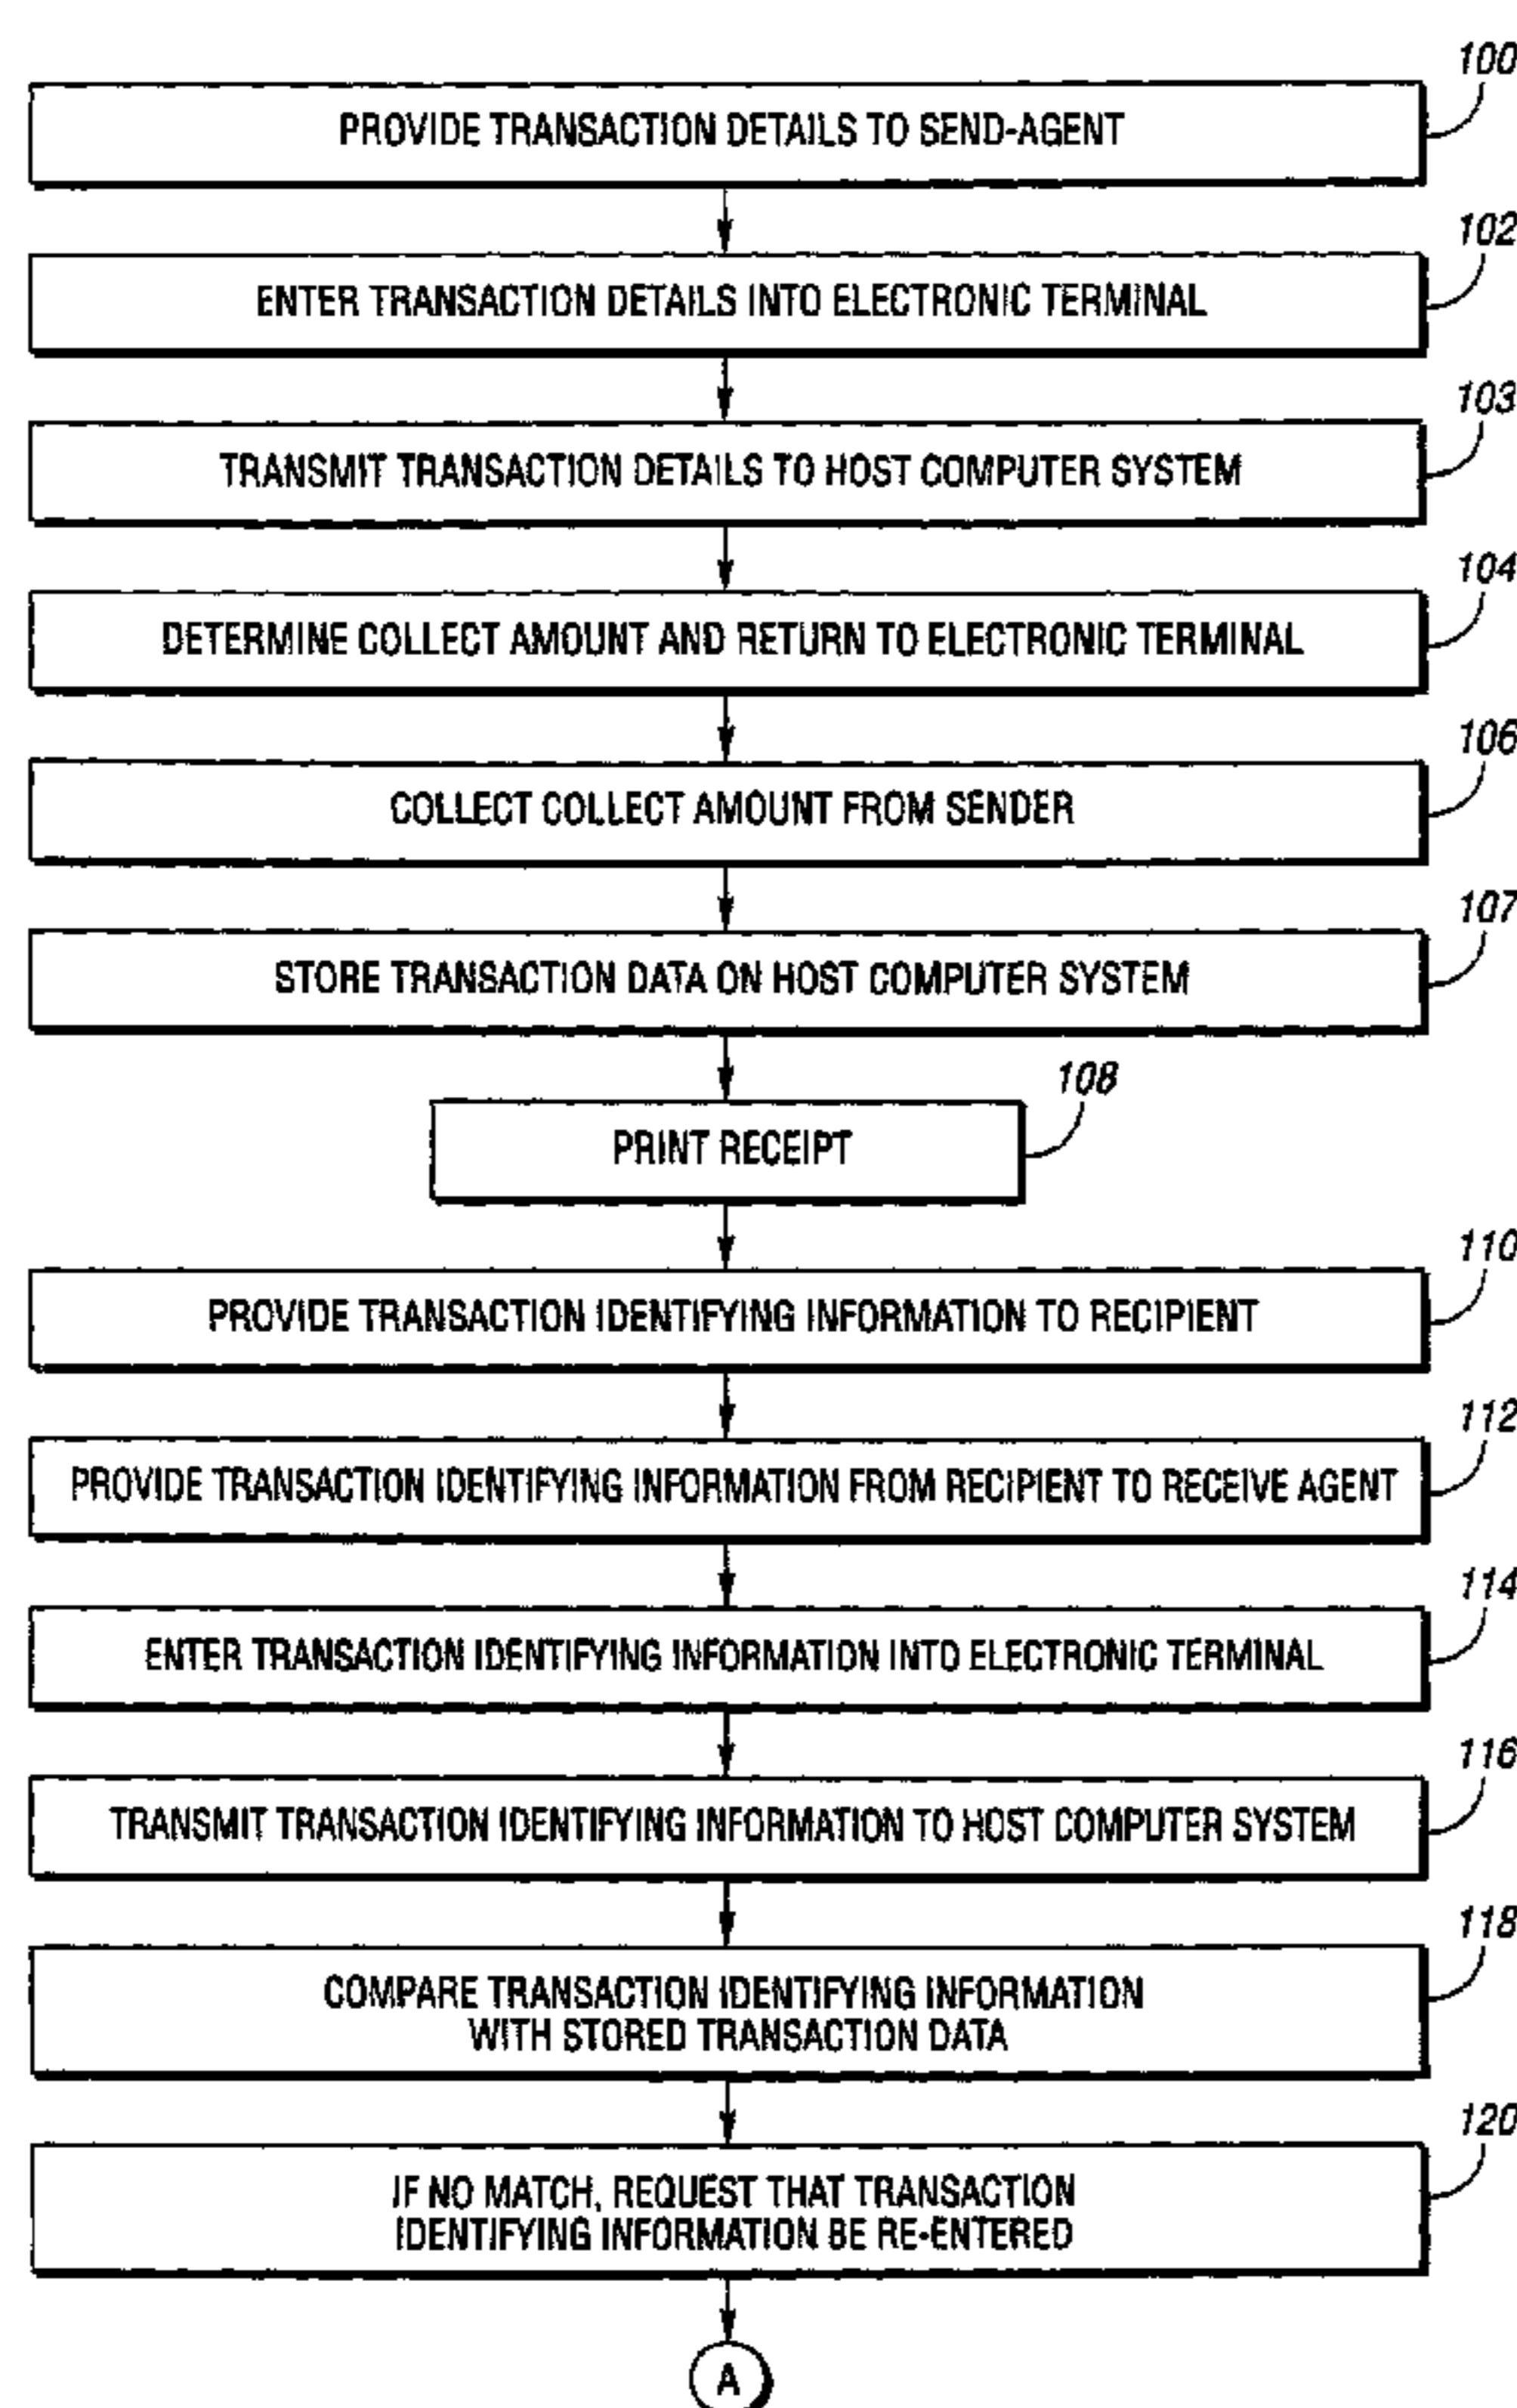 100
PROVIDE TRANSACTION DETAILS TO SEND-AGENT
102
ENTER TRANSACTION DETAILS INTO ELECTRONIC TERMINAL
103
TRANSMIT TRANSACTION DETAILS TO HOST COMPUTER SYSTEM
104
DETERMINE COLLECT AMOUNT AND RETURN TO ELECTRONIC TERMINAL
106
COLLECT COLLECT AMOUNT FROM SENDER
107
STORE TRANSACTION DATA ON HOST COMPUTER SYSTEM
108
PRINT RECEIPT
110
PROVIDE TRANSACTION IDENTIFYING INFORMATION TO RECIPIENT
112
PROVIDE TRANSACTION IDENTIFYING INFORMATION FROM RECIPIENT TO RECEIVE AGENT
114
ENTER TRANSACTION IDENTIFYING INFORMATION INTO ELECTRONIC TERMINAL
116
TRANSMIT TRANSACTION IDENTIFYING INFORMATION TO HOST COMPUTER SYSTEM
118
COMPARE TRANSACTION IDENTIFYING INFORMATION
WITH STORED TRANSACTION DATA
120
IF NO MATCH, REQUEST THAT TRANSACTION
IDENTIFYING INFORMATION BE RE-ENTERED
A